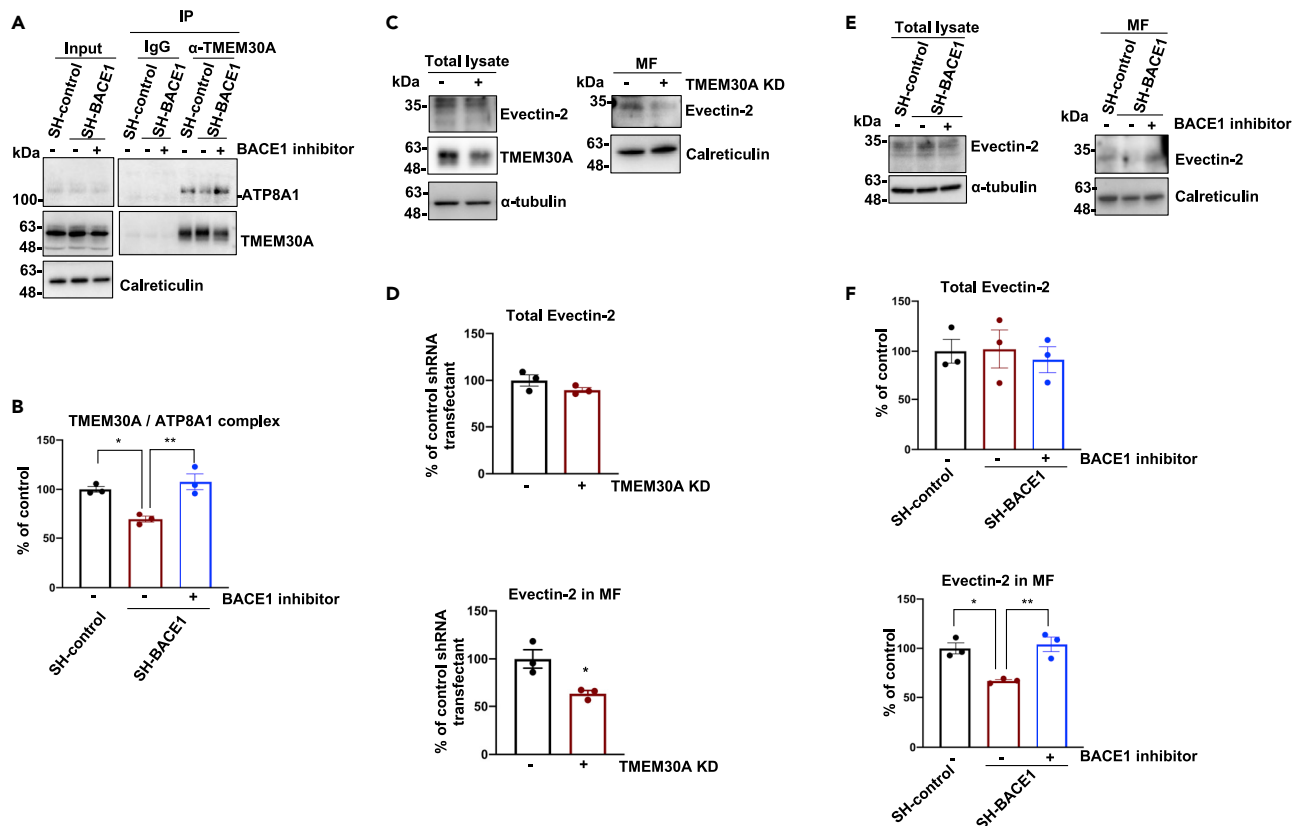 A
IP
Input
IgG
α-TMEM30A
SH-control
SH-BACE1
SH-control
SH-BACE1
SH-control
SH-BACE1
kDa
- - +
- - +
- - +
BACE1 inhibitor
100
ATP8A1
63
48
TMEM30A
63
48
Calreticulin
B
TMEM30A / ATP8A1 complex
* **
% of control
150
100
50
0
- - +
BACE1 inhibitor
SH-control
SH-BACE1
C
Total lysate
kDa
- +
35
Evectin-2
63
48
TMEM30A
63
48
α-tubulin
MF
kDa
- +
TMEM30A KD
35
Evectin-2
63
48
Calreticulin
D
Total Evectin-2
% of control shRNA
transfectant
150
100
50
0
- +
TMEM30A KD
Evectin-2 in MF
% of control shRNA
transfectant
150
100
50
0
*
- +
TMEM30A KD
E
Total lysate
SH-control
SH-BACE1
kDa
- - +
35
25
Evectin-2
63
48
α-tubulin
MF
SH-control
SH-BACE1
kDa
- - +
BACE1 inhibitor
35
25
Evectin-2
63
48
Calreticulin
F
Total Evectin-2
% of control
150
100
50
0
- - +
BACE1 inhibitor
SH-control
SH-BACE1
Evectin-2 in MF
* **
% of control
150
100
50
0
- - +
BACE1 inhibitor
SH-control
SH-BACE1